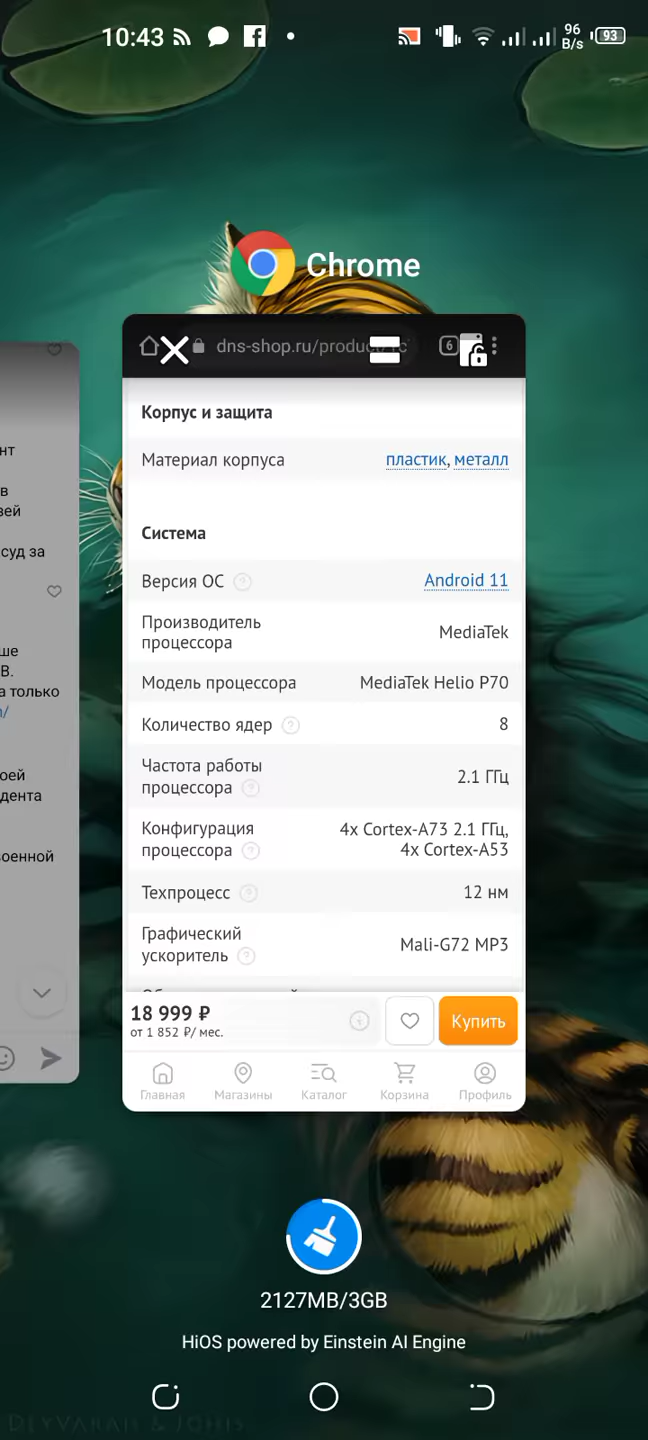 10:43
96
B/s
93
Chrome
dns-shop.ru/product/1c
6
Корпус и защита
Материал корпуса
пластик, металл
Система
Версия ОС
Android 11
Производитель
процессора
MediaTek
Модель процессора
MediaTek Helio P70
Количество ядер
8
Частота работы
процессора
2.1 ГГц
Конфигурация
процессора
4x Cortex-A73 2.1 ГГц,
4x Cortex-A53
Техпроцесс
12 нм
Графический
ускоритель
Mali-G72 MP3
18 999 ₽
от 1 852 ₽/ мес.
Купить
Главная
Магазины
Каталог
Корзина
Профиль
нт
в
зей
суд за
ше
В.
а только
/
оей
дента
военной
2127MB/3GB
HiOS powered by Einstein AI Engine